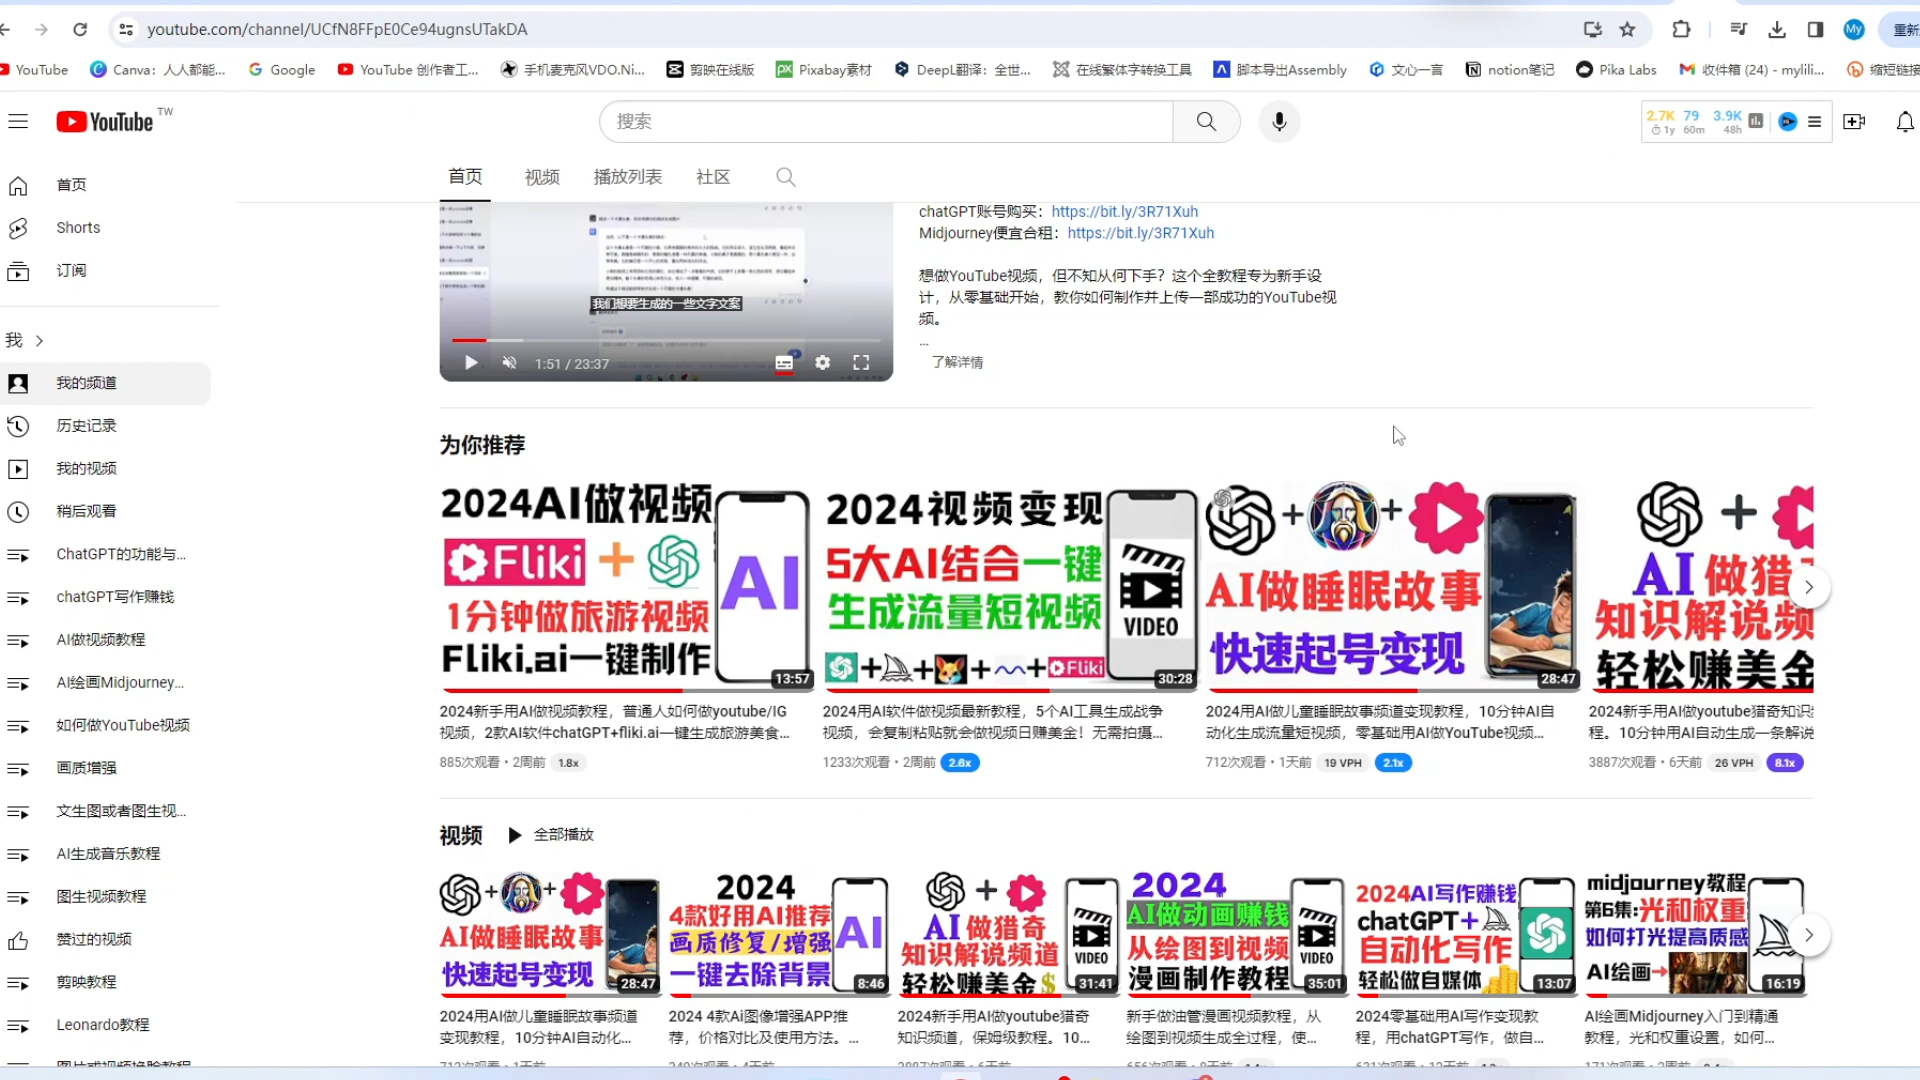 youtube.com/channel/UCfN8FFpE0Ce94ugnsUTakDA
My
重新
YouTube
Canva：人人都能...
Google
YouTube 创作者工...
手机麦克风VDO.Ni...
剪映在线版
Pixabay素材
DeepL翻译：全世...
在线繁体字转换工具
脚本导出Assembly
文心一言
notion笔记
Pika Labs
收件箱 (24) - mylili...
缩短链接
YouTube TW
搜索
2.7K 79 3.9K
1y 60m 48h
首页
Shorts
订阅
我
我的频道
历史记录
我的视频
稍后观看
ChatGPT的功能与...
chatGPT写作赚钱
AI做视频教程
AI绘画Midjourney...
如何做YouTube视频
画质增强
文生图或者图生视...
AI生成音乐教程
图生视频教程
赞过的视频
剪映教程
Leonardo教程
首页
视频
播放列表
社区
我们想要生成的一些文字文案
1:51 / 23:37
chatGPT账号购买：https://bit.ly/3R71Xuh
Midjourney便宜合租：https://bit.ly/3R71Xuh
想做YouTube视频，但不知从何下手？这个全教程专为新手设
计，从零基础开始，教你如何制作并上传一部成功的YouTube视
频。
...
了解详情
为你推荐
2024AI做视频
Fliki +
AI
1分钟做旅游视频
Fliki.ai一键制作
13:57
2024新手用AI做视频教程，普通人如何做youtube/IG
视频，2款AI软件chatGPT+fliki.ai一键生成旅游美食...
885次观看・2周前 1.8x
2024视频变现
5大AI结合一键
生成流量短视频
VIDEO
+ + + + Fliki
30:28
2024用AI软件做视频最新教程，5个AI工具生成战争
视频，会复制粘贴就会做视频日赚美金！无需拍摄...
1233次观看・2周前 2.6x
+ +
AI做睡眠故事
快速起号变现
28:47
2024用AI做儿童睡眠故事频道变现教程，10分钟AI自
动化生成流量短视频，零基础用AI做YouTube视频...
712次观看・1天前 19 VPH 2.1x
+
AI做猎
知识解说频
轻松赚美金
2024新手用AI做youtube猎奇知识
程。10分钟用AI自动生成一条解说
3887次观看・6天前 26 VPH 8.1x
视频
全部播放
+ +
AI做睡眠故事
快速起号变现
28:47
2024用AI做儿童睡眠故事频道
变现教程，10分钟AI自动化...
2024
4款好用AI推荐
画质修复/增强
一键去除背景
AI
8:46
2024 4款Ai图像增强APP推
荐，价格对比及使用方法。...
+
AI做猎奇
知识解说频道
轻松赚美金$
VIDEO
31:41
2024新手用AI做youtube猎奇
知识频道，保姆级教程。10...
2024
AI做动画赚钱
从绘图到视频
漫画制作教程
VIDEO
35:01
新手做油管漫画视频教程，从
绘图到视频生成全过程，使...
2024AI写作赚钱
chatGPT+
自动化写作
轻松做自媒体
13:07
2024零基础用AI写作变现教
程，用chatGPT写作，做自...
midjourney教程
第6集:光和权重
如何打光提高质感
AI绘画→
16:19
AI绘画Midjourney入门到精通
教程，光和权重设置，如何...